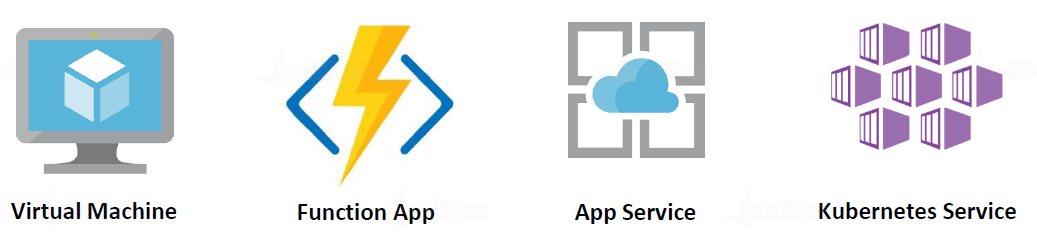 Virtual Machine
Function App
App Service
Kubernetes Service